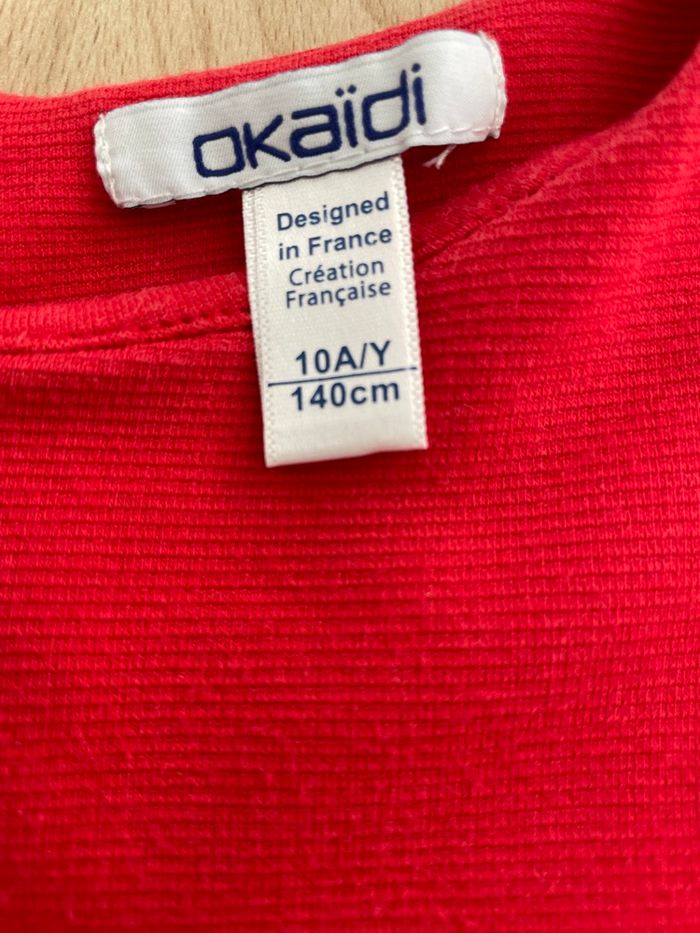 okaïdi
Designed
in France
Création
Française
10A/Y
140cm